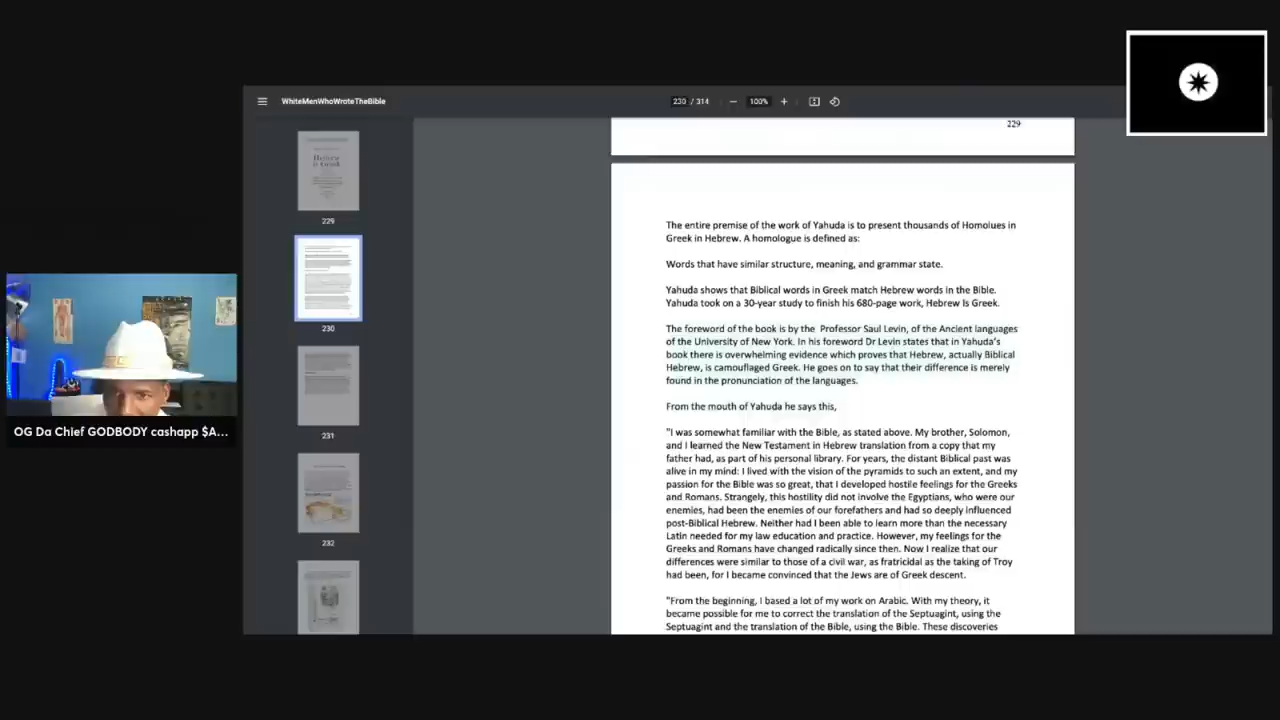 WhiteMenWhoWroteTheBible
230 / 314
100%
229
Hebrew
is Greek
229
230
231
232
OG Da Chief GODBODY cashapp $A...
The entire premise of the work of Yahuda is to present thousands of Homolues in
Greek in Hebrew. A homologue is defined as:
Words that have similar structure, meaning, and grammar state.
Yahuda shows that Biblical words in Greek match Hebrew words in the Bible.
Yahuda took on a 30-year study to finish his 680-page work, Hebrew Is Greek.
The foreword of the book is by the Professor Saul Levin, of the Ancient languages
of the University of New York. In his foreword Dr Levin states that in Yahuda's
book there is overwhelming evidence which proves that Hebrew, actually Biblical
Hebrew, is camouflaged Greek. He goes on to say that their difference is merely
found in the pronunciation of the languages.
From the mouth of Yahuda he says this,
"I was somewhat familiar with the Bible, as stated above. My brother, Solomon,
and I learned the New Testament in Hebrew translation from a copy that my
father had, as part of his personal library. For years, the distant Biblical past was
alive in my mind: I lived with the vision of the pyramids to such an extent, and my
passion for the Bible was so great, that I developed hostile feelings for the Greeks
and Romans. Strangely, this hostility did not involve the Egyptians, who were our
enemies, had been the enemies of our forefathers and had so deeply influenced
post-Biblical Hebrew. Neither had I been able to learn more than the necessary
Latin needed for my law education and practice. However, my feelings for the
Greeks and Romans have changed radically since then. Now I realize that our
differences were similar to those of a civil war, as fratricidal as the taking of Troy
had been, for I became convinced that the Jews are of Greek descent.
"From the beginning, I based a lot of my work on Arabic. With my theory, it
became possible for me to correct the translation of the Septuagint, using the
Septuagint and the translation of the Bible, using the Bible. These discoveries